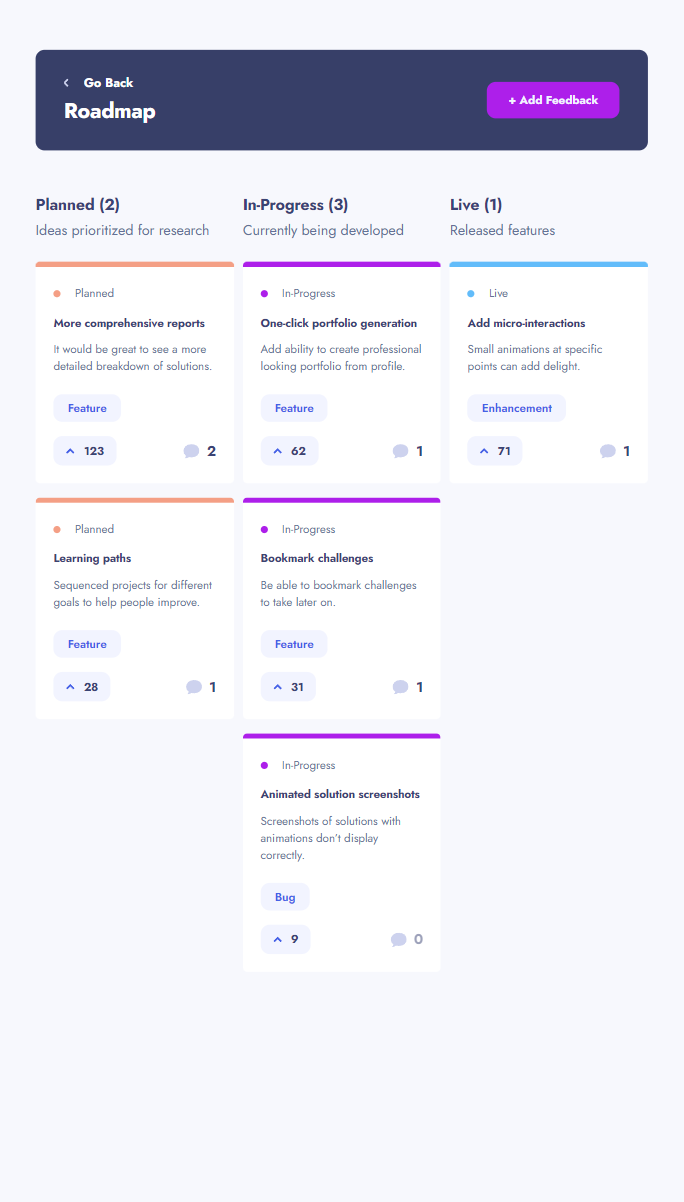 Go Back
Roadmap
+ Add Feedback
Planned (2)
Ideas prioritized for research
In-Progress (3)
Currently being developed
Live (1)
Released features
Planned
More comprehensive reports
It would be great to see a more
detailed breakdown of solutions.
Feature
123
2
Planned
Learning paths
Sequenced projects for different
goals to help people improve.
Feature
28
1
In-Progress
One-click portfolio generation
Add ability to create professional
looking portfolio from profile.
Feature
62
1
In-Progress
Bookmark challenges
Be able to bookmark challenges
to take later on.
Feature
31
1
In-Progress
Animated solution screenshots
Screenshots of solutions with
animations don’t display
correctly.
Bug
9
0
Live
Add micro-interactions
Small animations at specific
points can add delight.
Enhancement
71
1